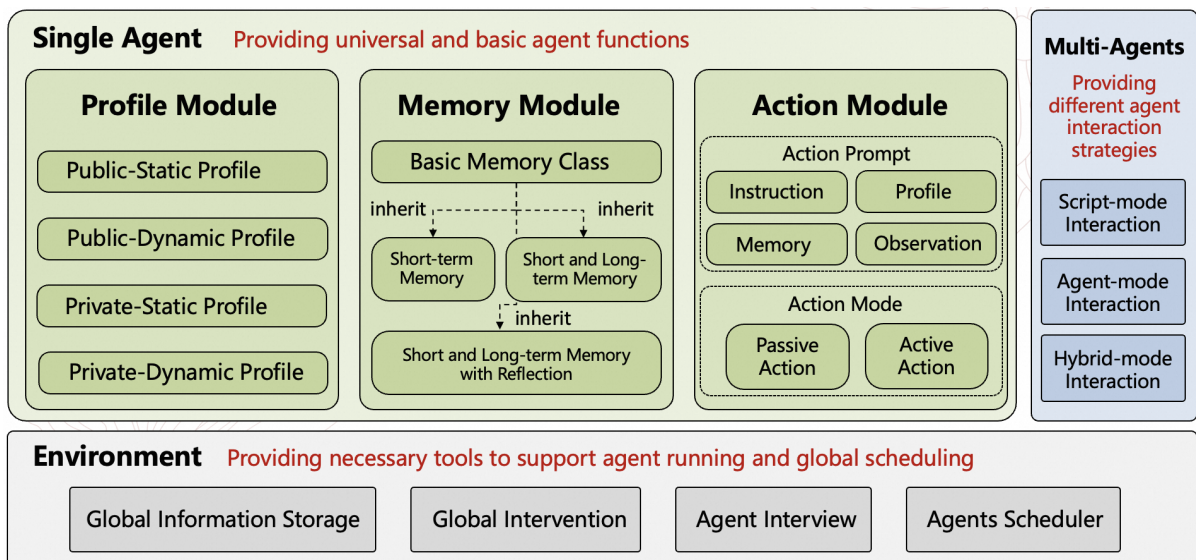 Single Agent Providing universal and basic agent functions
Profile Module
Public-Static Profile
Public-Dynamic Profile
Private-Static Profile
Private-Dynamic Profile
Memory Module
Basic Memory Class
inherit
inherit
Short-term
Memory
Short and Long-
term Memory
inherit
Short and Long-term Memory
with Reflection
Action Module
Action Prompt
Instruction
Profile
Memory
Observation
Action Mode
Passive
Action
Active
Action
Multi-Agents
Providing
different agent
interaction
strategies
Script-mode
Interaction
Agent-mode
Interaction
Hybrid-mode
Interaction
Environment Providing necessary tools to support agent running and global scheduling
Global Information Storage
Global Intervention
Agent Interview
Agents Scheduler